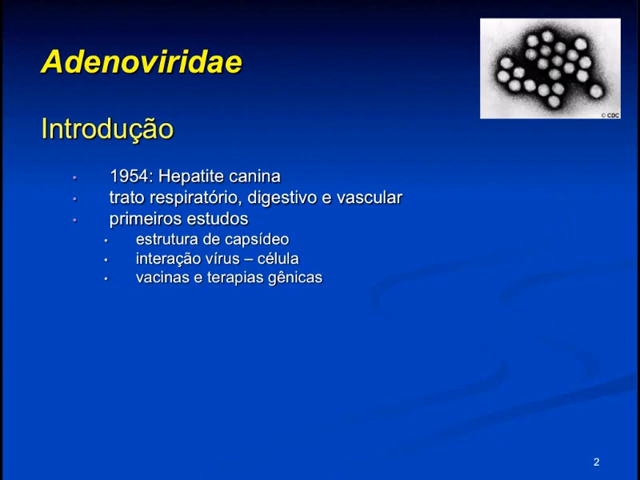 Adenoviridae
© CDC
Introdução
• 1954: Hepatite canina
• trato respiratório, digestivo e vascular
• primeiros estudos
• estrutura de capsídeo
• interação vírus – célula
• vacinas e terapias gênicas
2